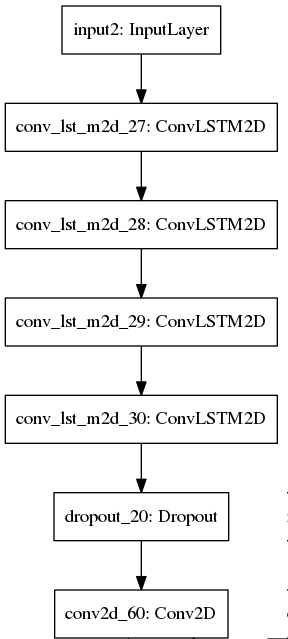 input2: InputLayer
conv_lst_m2d_27: ConvLSTM2D
conv_lst_m2d_28: ConvLSTM2D
conv_lst_m2d_29: ConvLSTM2D
conv_lst_m2d_30: ConvLSTM2D
dropout_20: Dropout
conv2d_60: Conv2D